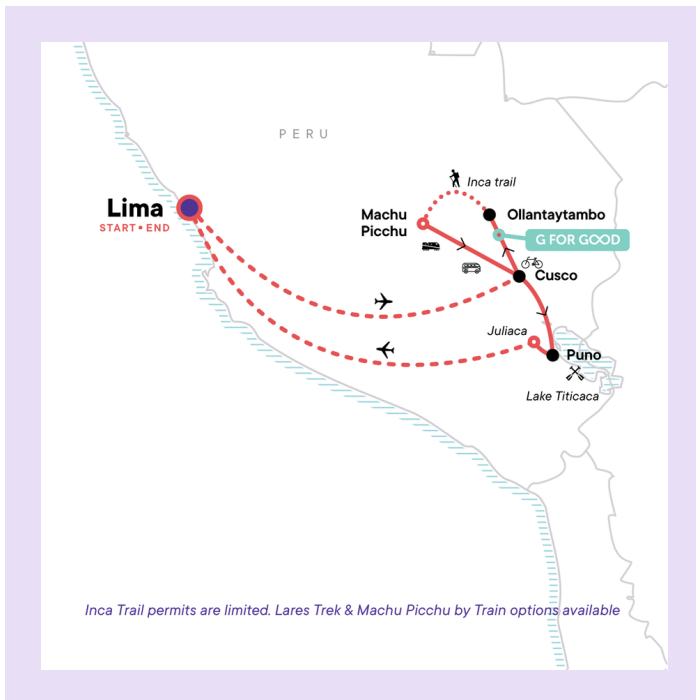 PERU
Inca trail
Lima
START • END
Machu
Picchu
Ollantaytambo
G FOR GOOD
Cusco
Juliaca
Puno
Lake Titicaca
Inca Trail permits are limited. Lares Trek & Machu Picchu by Train options available